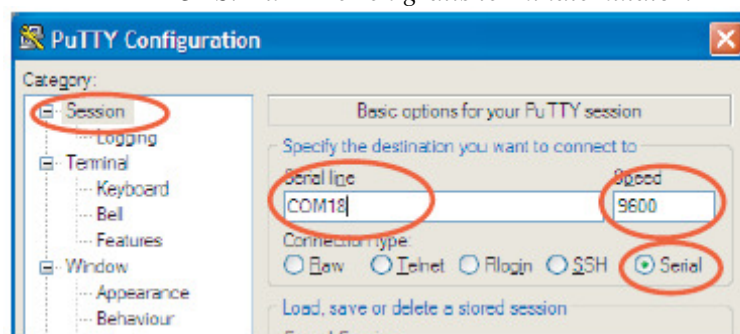 PuTTY Configuration
Category:
Session
Logging
Terminal
Keyboard
Bell
Features
Window
Appearance
Behaviour
Basic options for your PuTTY session
Specify the destination you want to connect to
Serial line
Speed
COM18
9600
Connection type:
Raw
Telnet
Rlogin
SSH
Serial
Load, save or delete a stored session